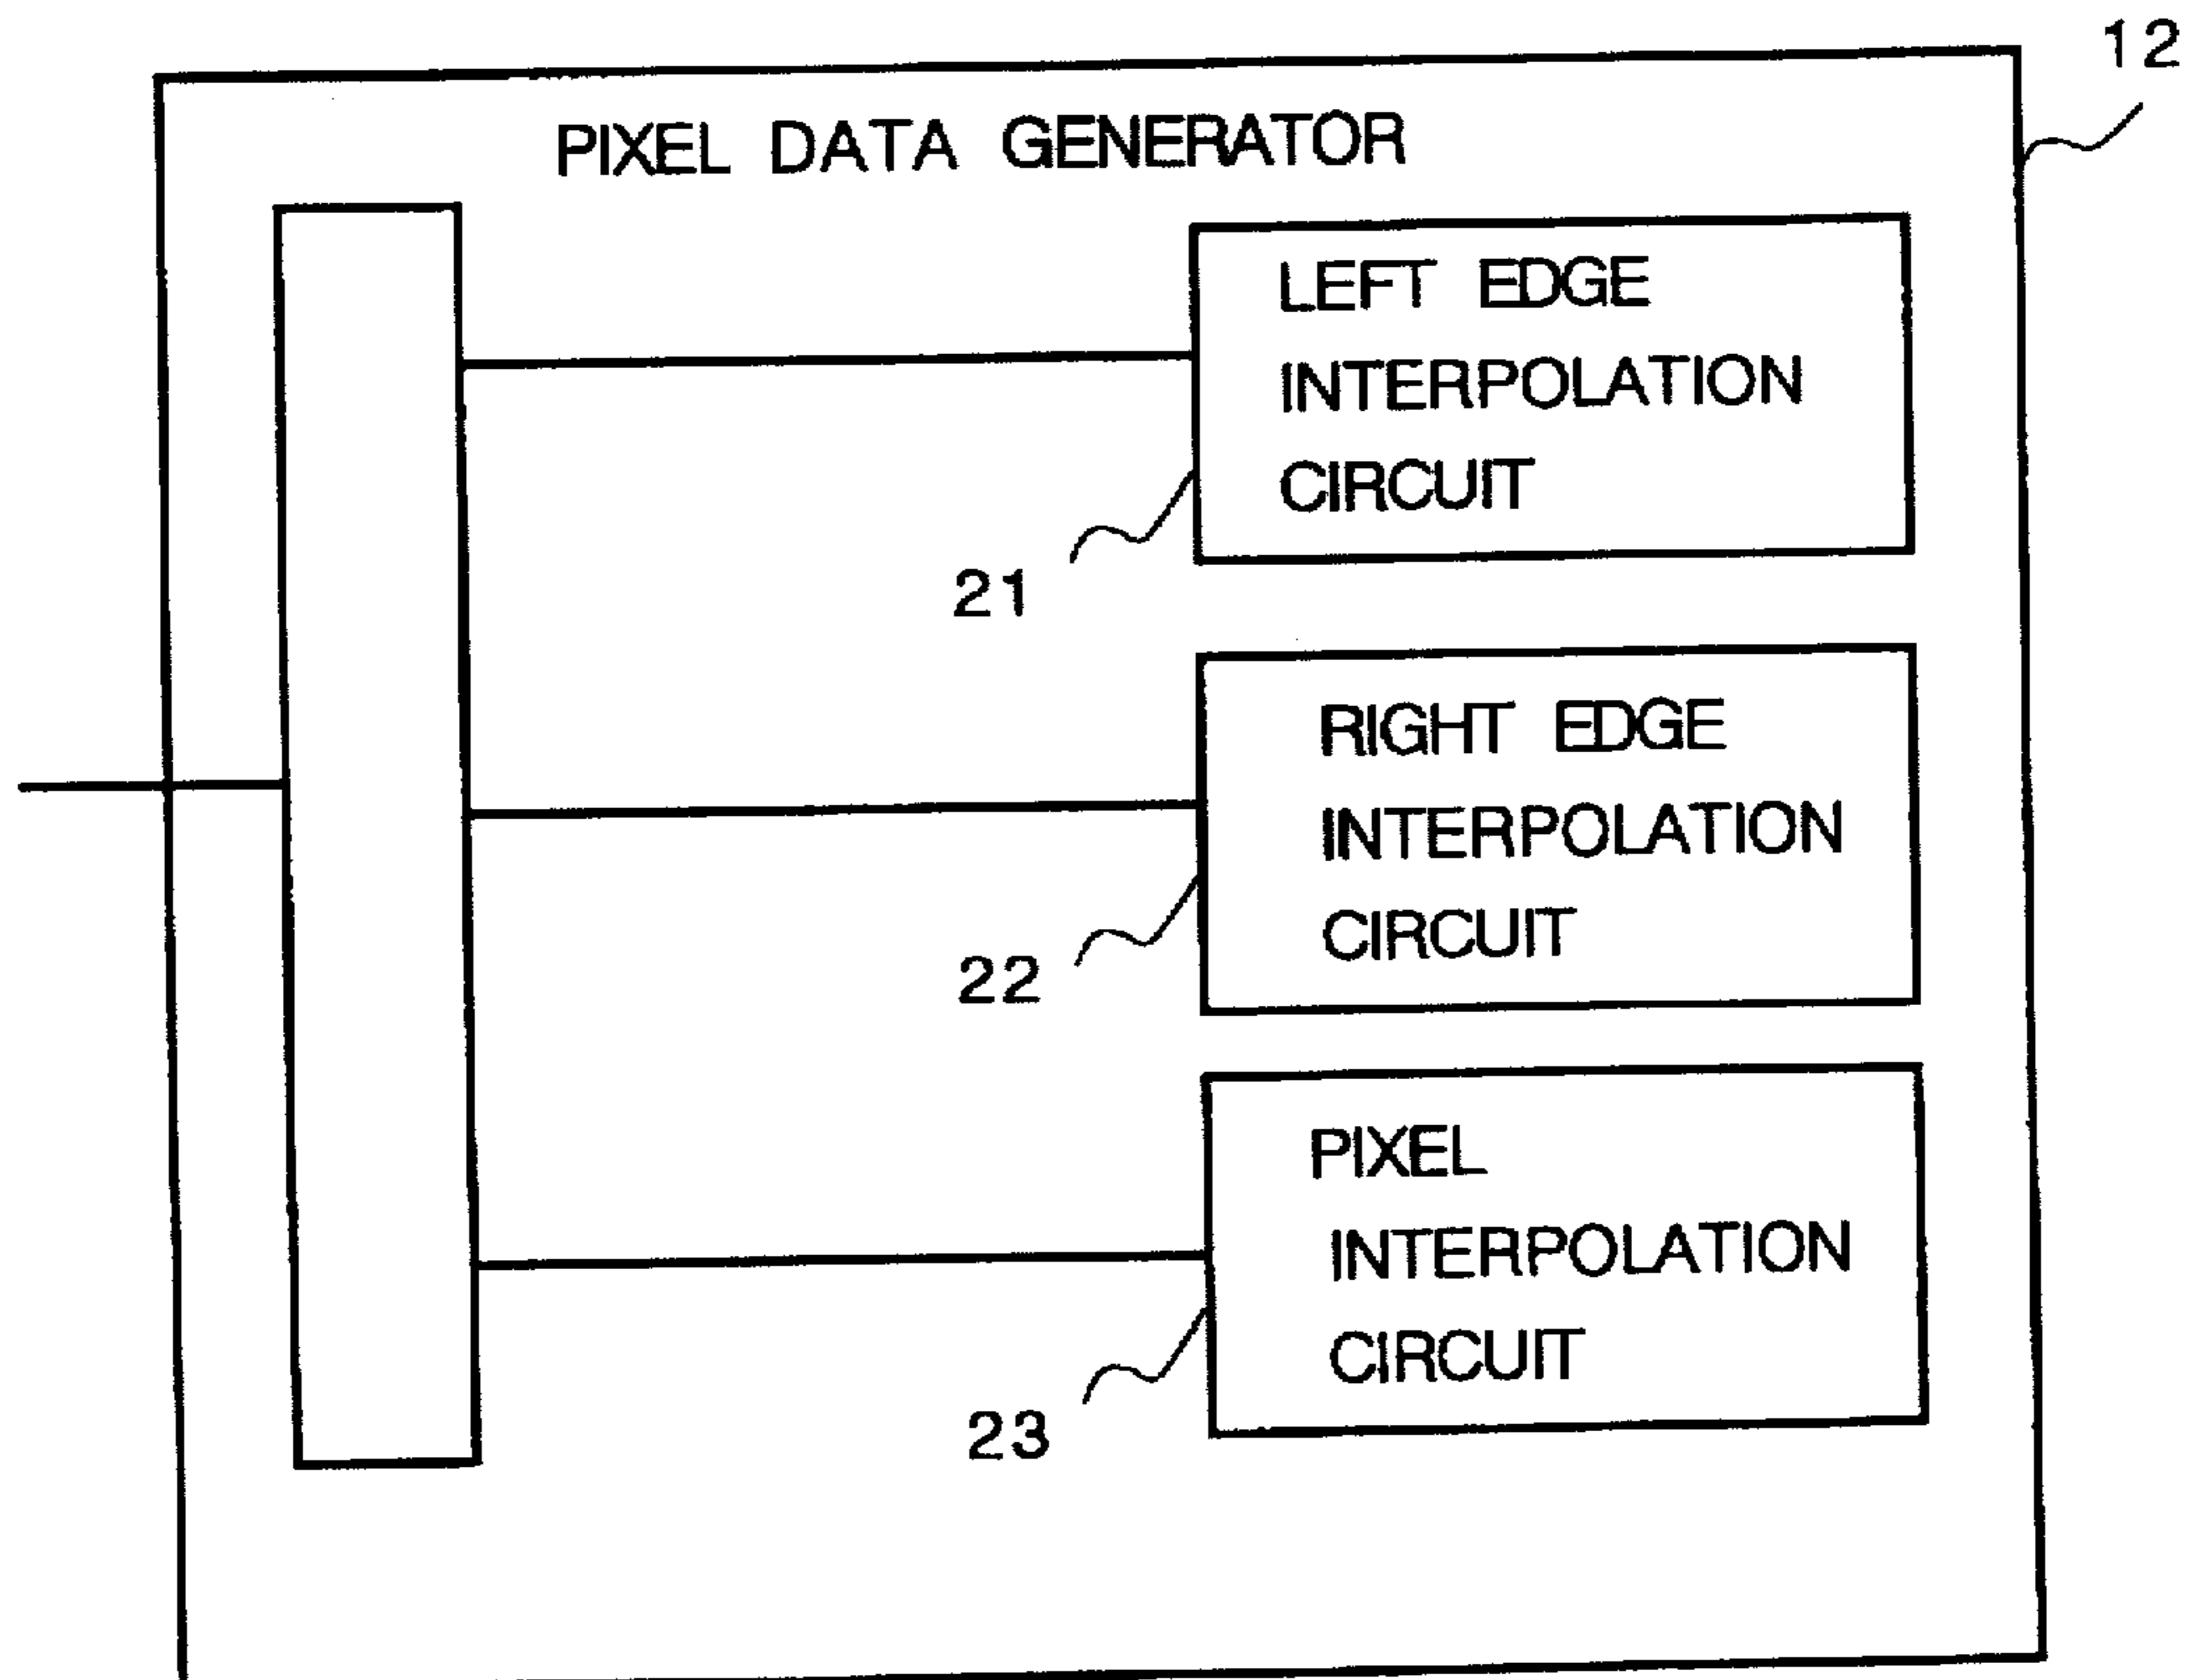 12
PIXEL DATA GENERATOR
LEFT EDGE
INTERPOLATION
CIRCUIT
21
RIGHT EDGE
INTERPOLATION
CIRCUIT
22
PIXEL
INTERPOLATION
CIRCUIT
23